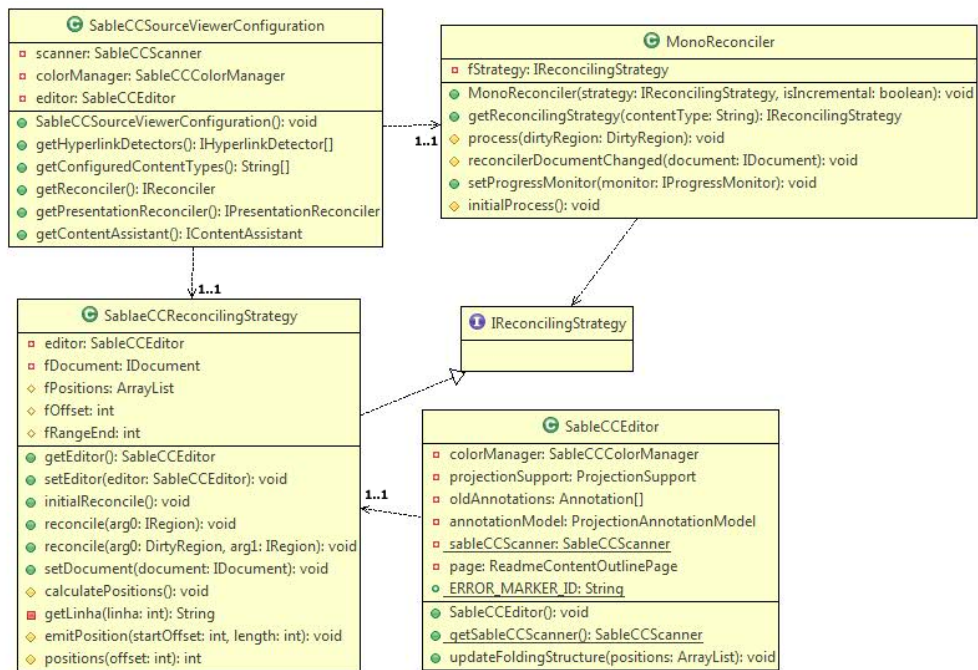 SableCCSourceViewerConfiguration
scanner: SableCCScanner
colorManager: SableCCColorManager
editor: SableCCEditor
SableCCSourceViewerConfiguration(): void
getHyperlinkDetectors(): IHyperlinkDetector[]
getConfiguredContentTypes(): String[]
getReconciler(): IReconciler
getPresentationReconciler(): IPresentationReconciler
getContentAssistant(): IContentAssistant
1..1
MonoReconciler
fStrategy: IReconcilingStrategy
MonoReconciler(strategy: IReconcilingStrategy, isIncremental: boolean): void
getReconcilingStrategy(contentType: String): IReconcilingStrategy
process(dirtyRegion: DirtyRegion): void
reconcilerDocumentChanged(document: IDocument): void
setProgressMonitor(monitor: IProgressMonitor): void
initialProcess(): void
1..1
SablaeCCReconcilingStrategy
editor: SableCCEditor
fDocument: IDocument
fPositions: ArrayList
fOffset: int
fRangeEnd: int
getEditor(): SableCCEditor
setEditor(editor: SableCCEditor): void
initialReconcile(): void
reconcile(arg0: IRegion): void
reconcile(arg0: DirtyRegion, arg1: IRegion): void
setDocument(document: IDocument): void
calculatePositions(): void
getLinha(linha: int): String
emitPosition(startOffset: int, length: int): void
positions(offset: int): int
IReconcilingStrategy
1..1
SableCCEditor
colorManager: SableCCColorManager
projectionSupport: ProjectionSupport
oldAnnotations: Annotation[]
annotationModel: ProjectionAnnotationModel
sableCCScanner: SableCCScanner
page: ReadmeContentOutlinePage
ERROR_MARKER_ID: String
SableCCEditor(): void
getSableCCScanner(): SableCCScanner
updateFoldingStructure(positions: ArrayList): void